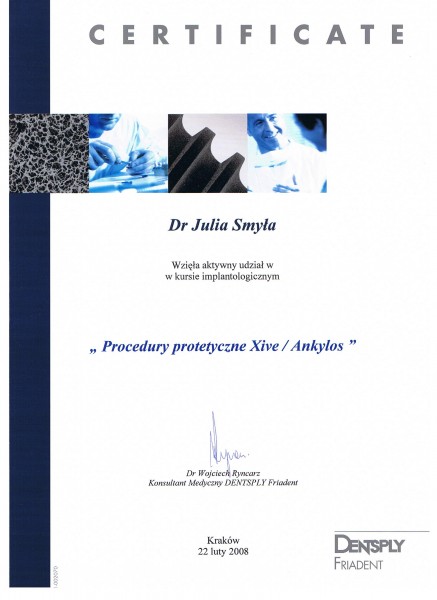 CERTIFICATE
Dr Julia Smyła
Wzięła aktywny udział w
w kursie implantologicznym
„ Procedury protetyczne Xive / Ankylos ”
Dr Wojciech Ryncarz
Konsultant Medyczny DENTSPLY Friadent
Kraków
22 luty 2008
DENTSPLY
FRIADENT